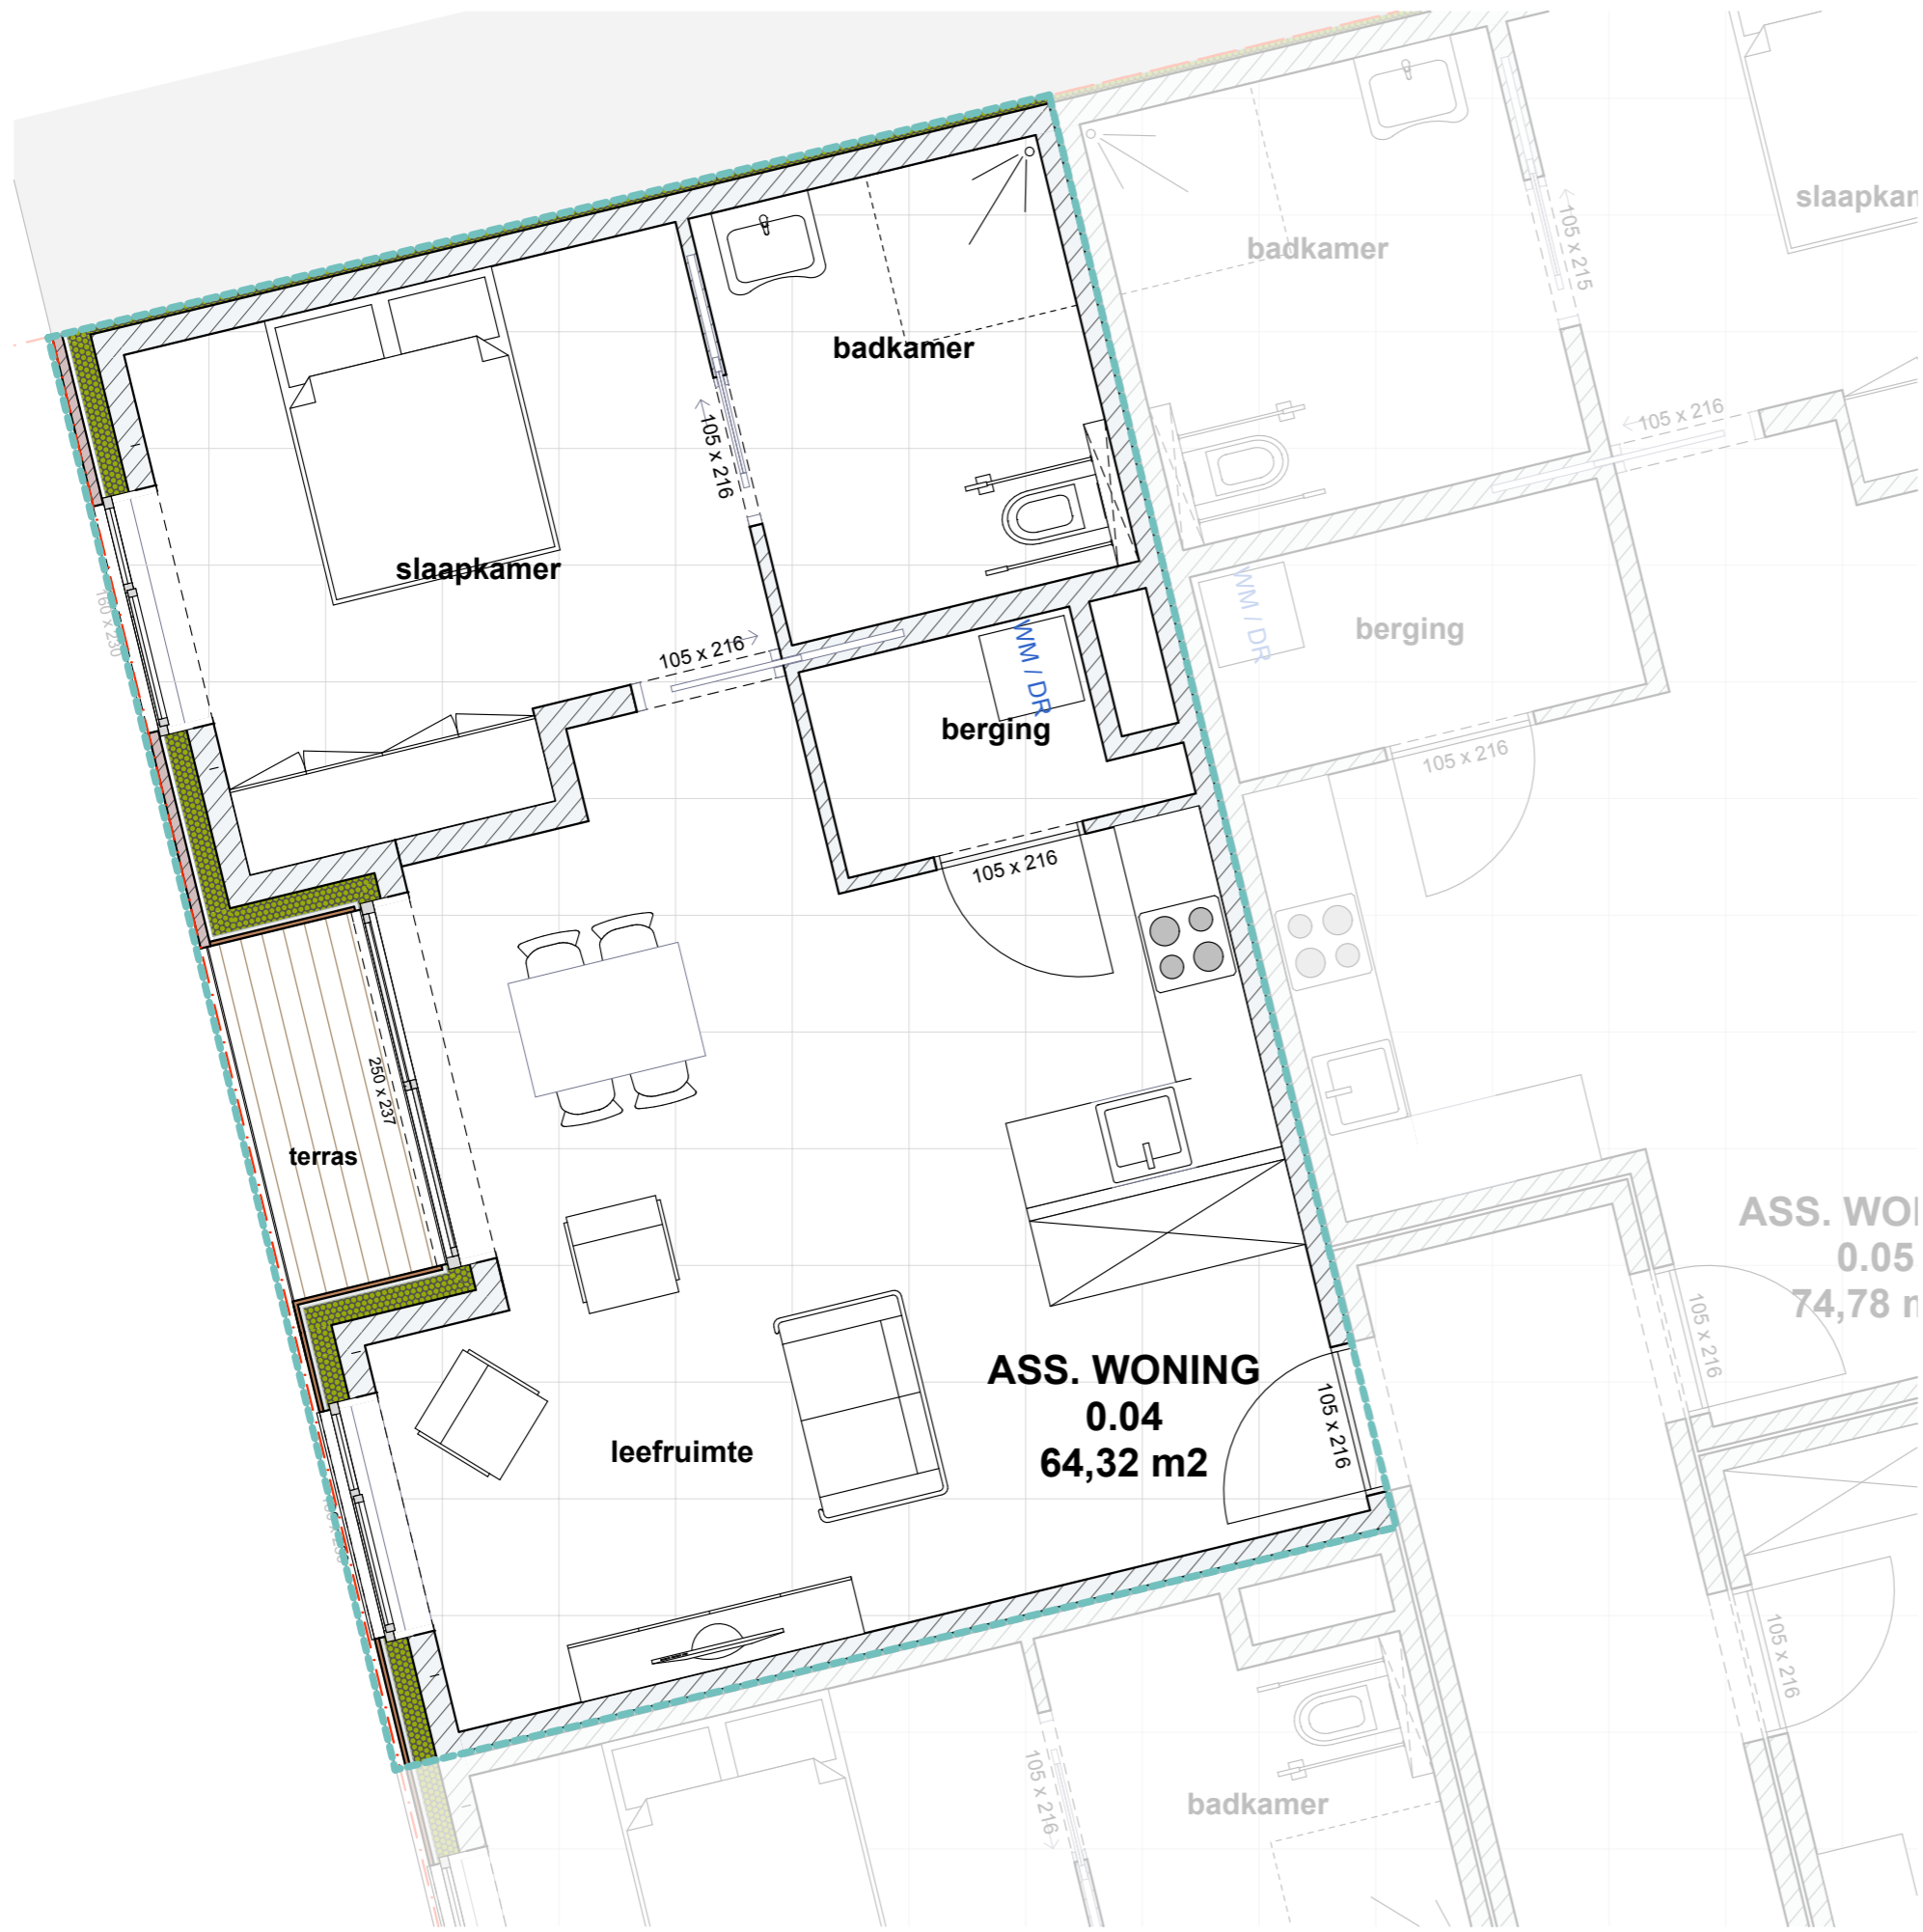 slaapkam
badkamer
105 x 215
badkamer
105 x 216
105 x 216
slaapkamer
160 x 230
WM / DR
berging
WM / DR
105 x 216
berging
105 x 216
105 x 216
250 x 237
terras
ASS. WO
0.05
74,78 m
105 x 216
ASS. WONING
0.04
64,32 m2
105 x 216
leefruimte
105 x 216
105 x 216
badkamer